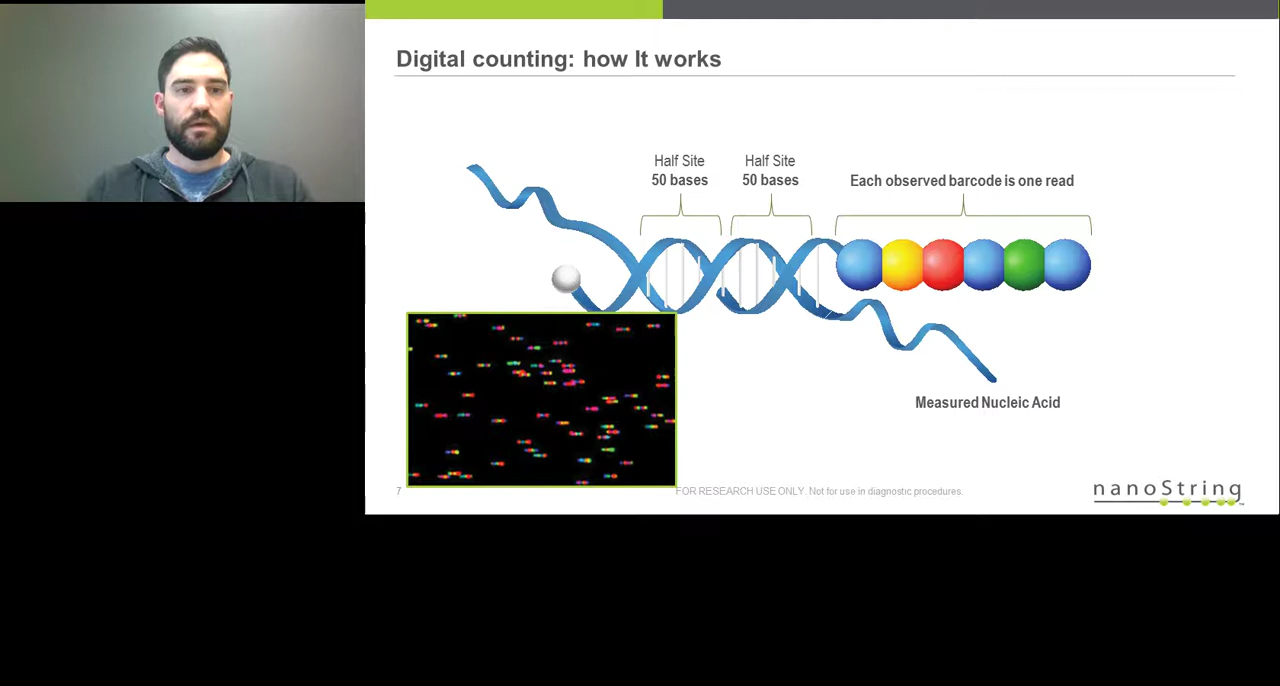 Digital counting: how It works
Half Site
50 bases
Half Site
50 bases
Each observed barcode is one read
Measured Nucleic Acid
7
FOR RESEARCH USE ONLY. Not for use in diagnostic procedures.
nanoString